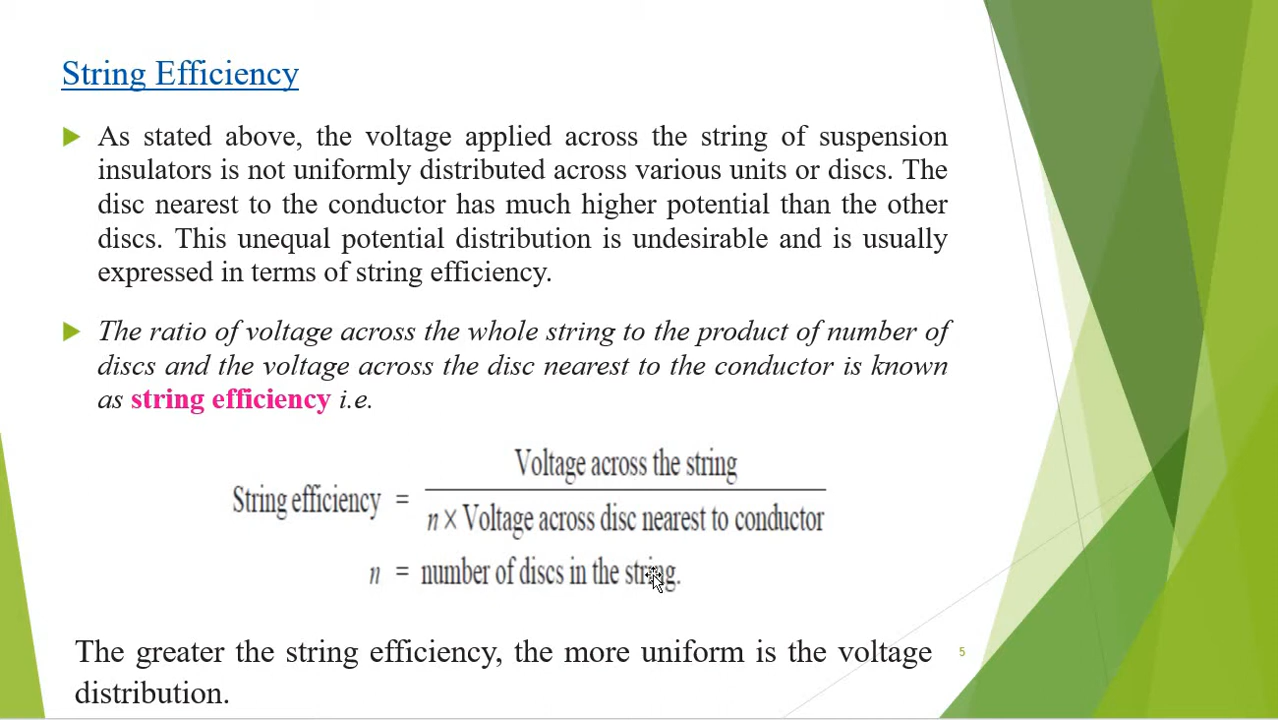 String Efficiency
As stated above, the voltage applied across the string of suspension
insulators is not uniformly distributed across various units or discs. The
disc nearest to the conductor has much higher potential than the other
discs. This unequal potential distribution is undesirable and is usually
expressed in terms of string efficiency.
The ratio of voltage across the whole string to the product of number of
discs and the voltage across the disc nearest to the conductor is known
as string efficiency i.e.
Voltage across the string
String efficiency =
n × Voltage across disc nearest to conductor
n = number of discs in the string.
The greater the string efficiency, the more uniform is the voltage
distribution.
5